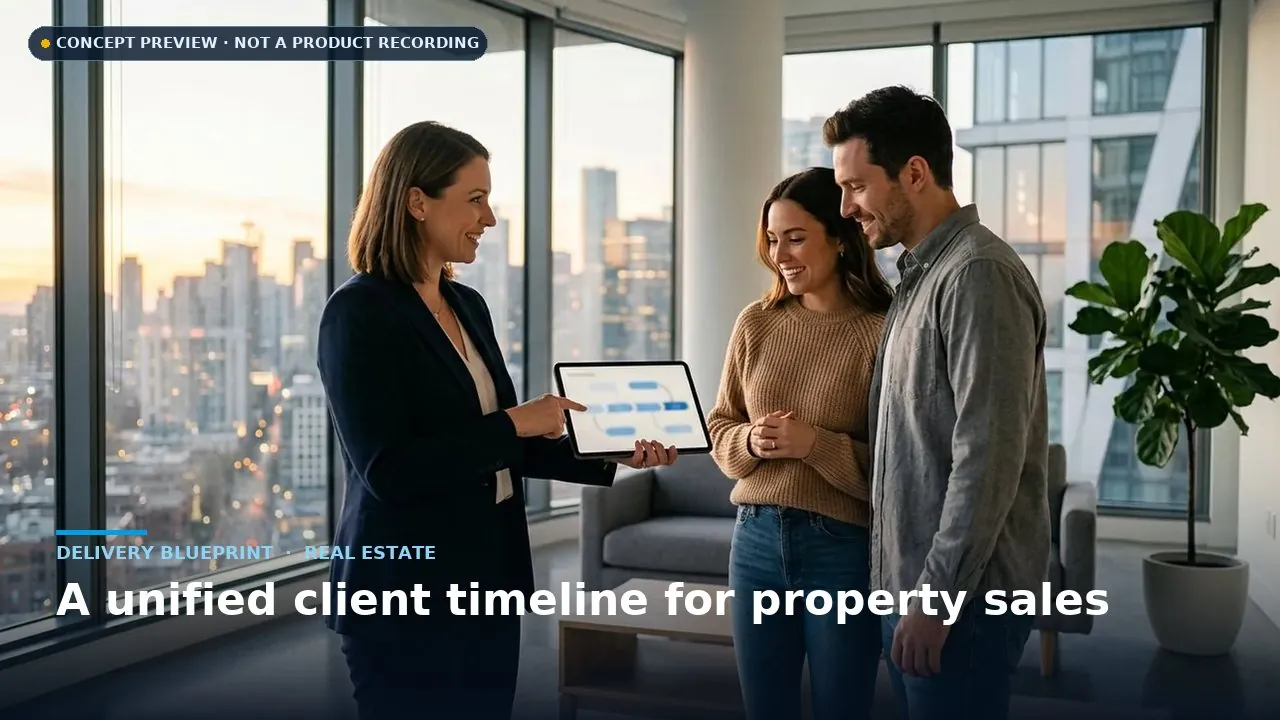 CONCEPT PREVIEW · NOT A PRODUCT RECORDING
DELIVERY BLUEPRINT · REAL ESTATE
A unified client timeline for property sales